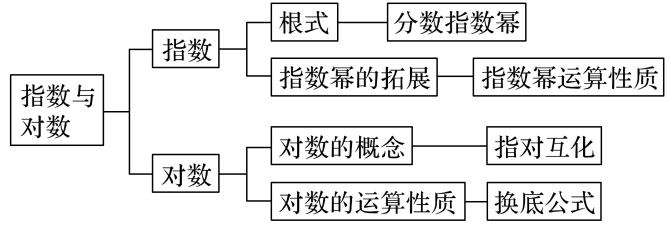 指数与
对数
指数
根式
分数指数幂
指数幂的拓展
指数幂运算性质
对数
对数的概念
指对互化
对数的运算性质
换底公式